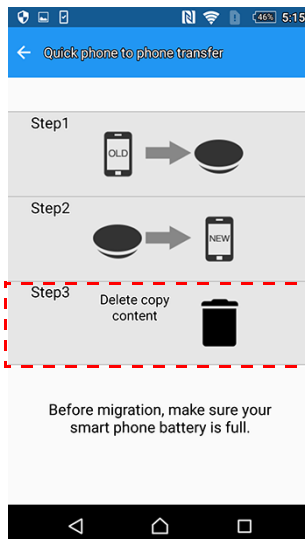 46% 5:15
Quick phone to phone transfer
Step1
OLD
Step2
NEW
Step3
Delete copy
content
Before migration, make sure your
smart phone battery is full.